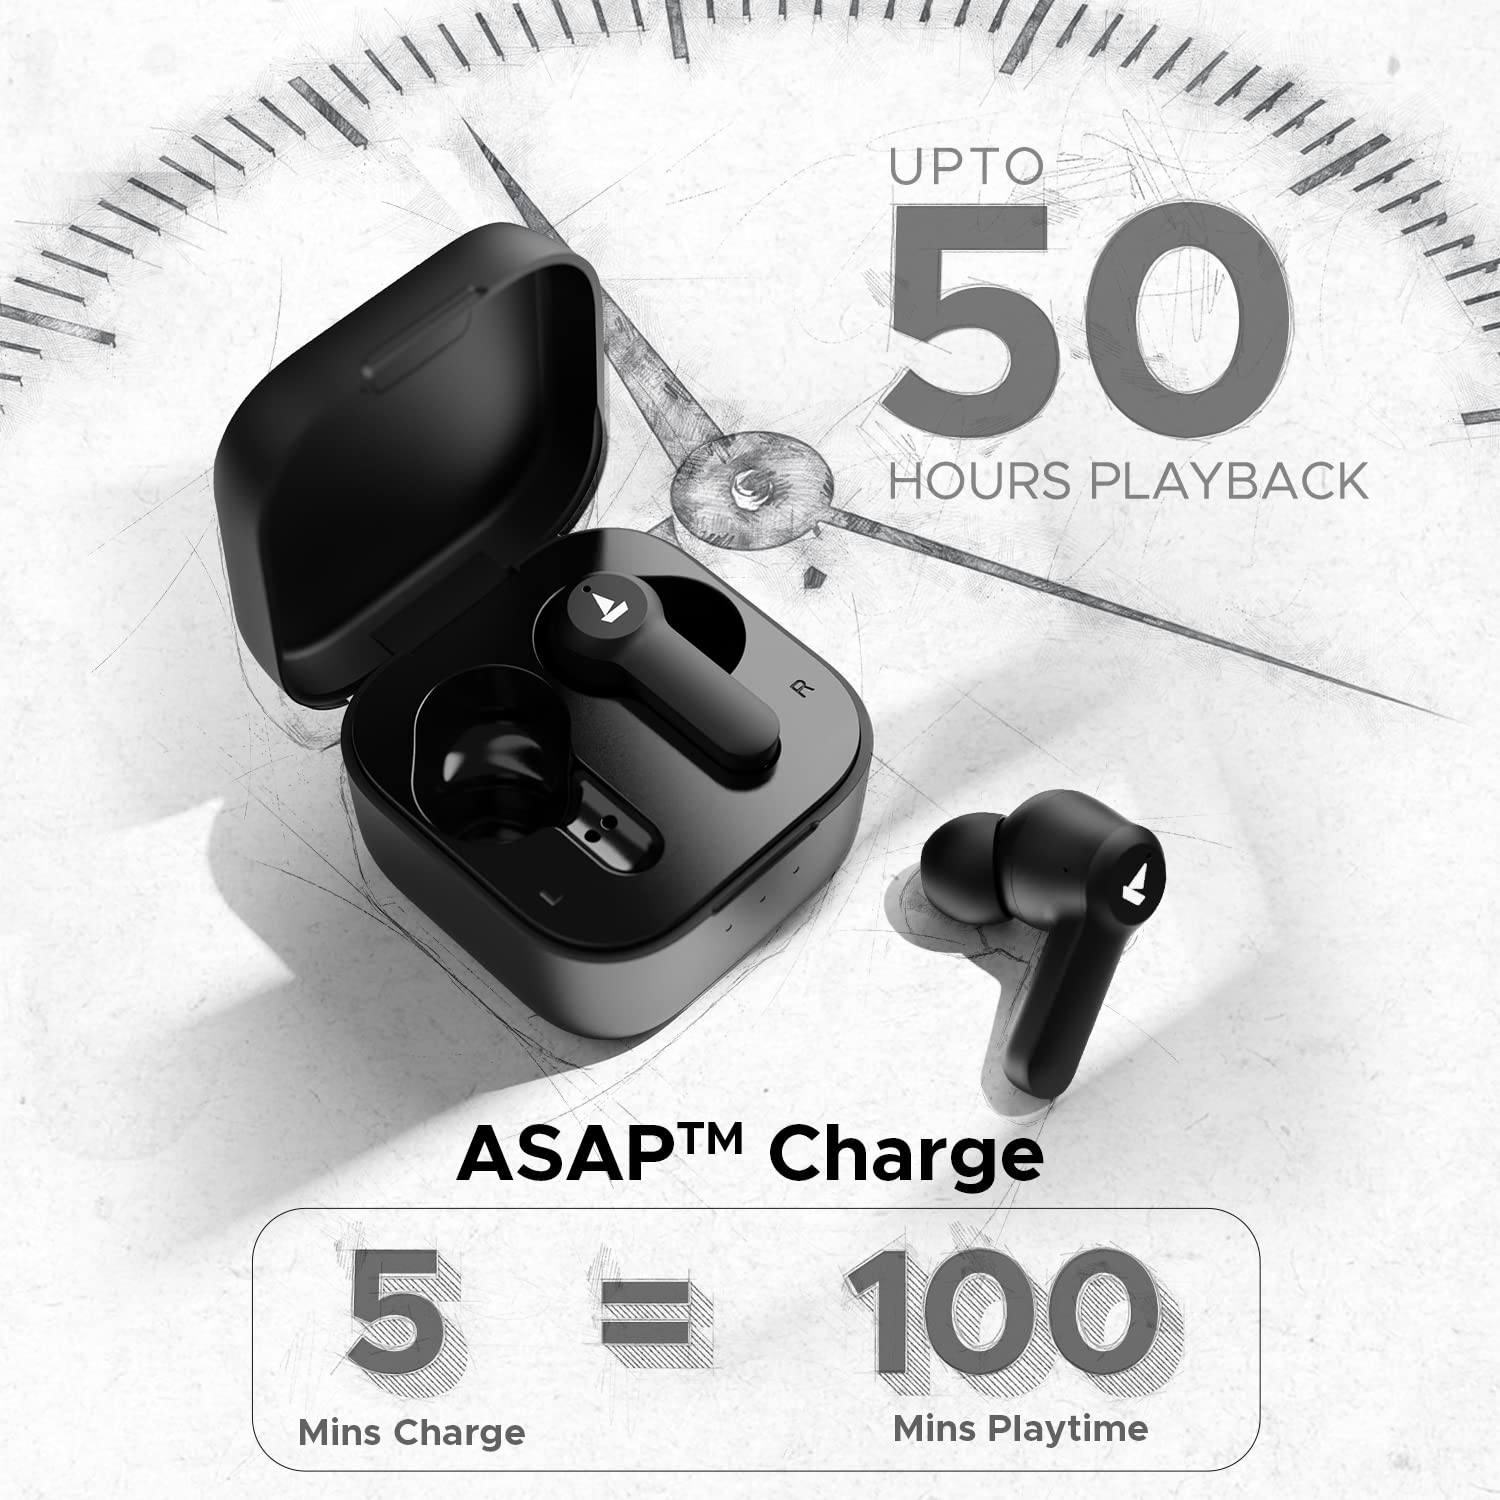 UPTO
50
HOURS PLAYBACK
R
L
ASAP™ Charge
5 = 100
Mins Charge
Mins Playtime